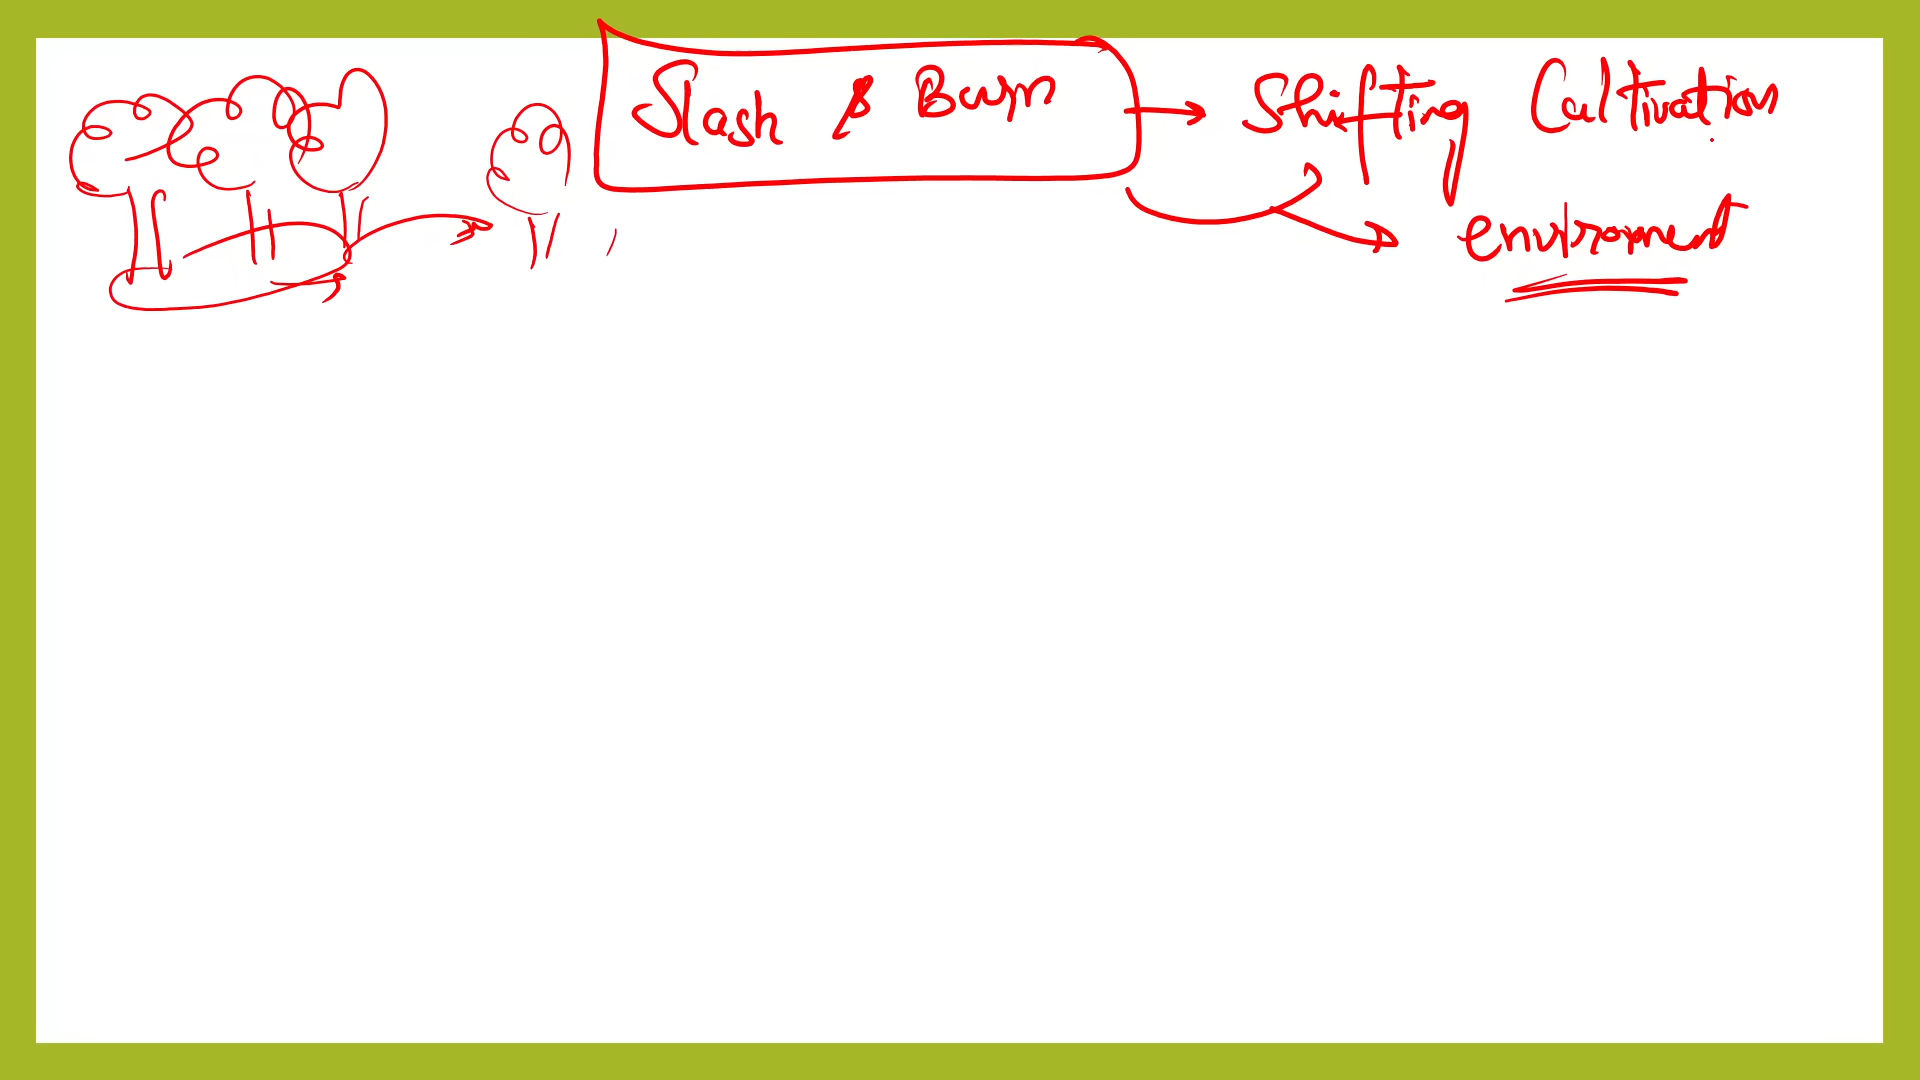 Slash & Burn → Shifting Cultivation
→ environment